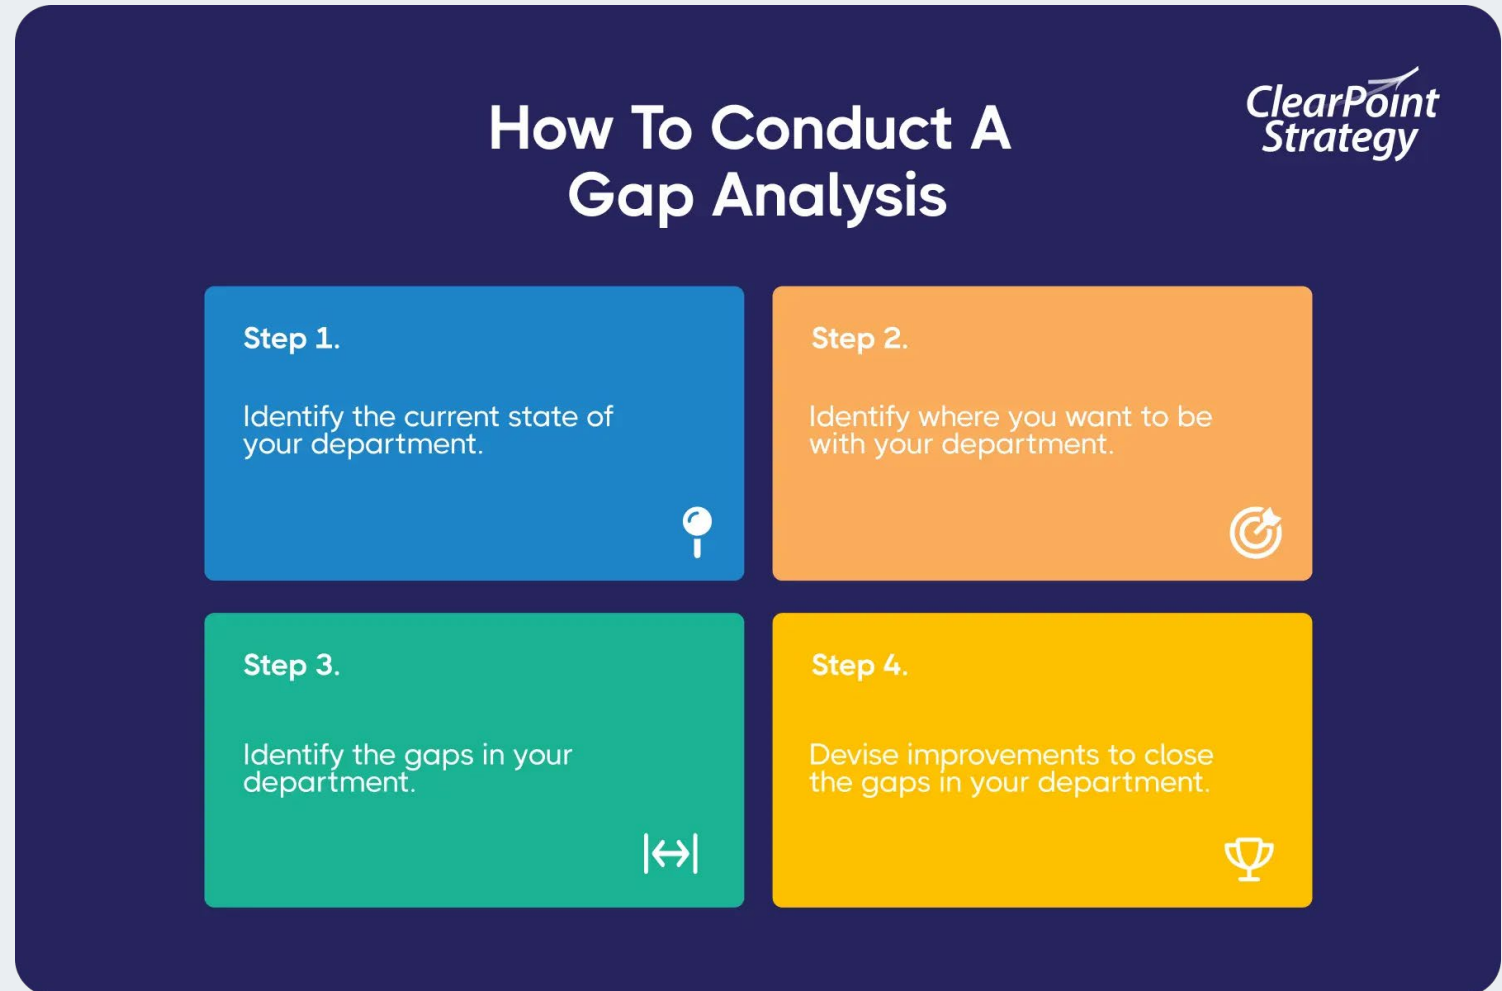 How To Conduct A
Gap Analysis
ClearPoint
Strategy
Step 1.
Identify the current state of
your department.
Step 2.
Identify where you want to be
with your department.
Step 3.
Identify the gaps in your
department.
Step 4.
Devise improvements to close
the gaps in your department.